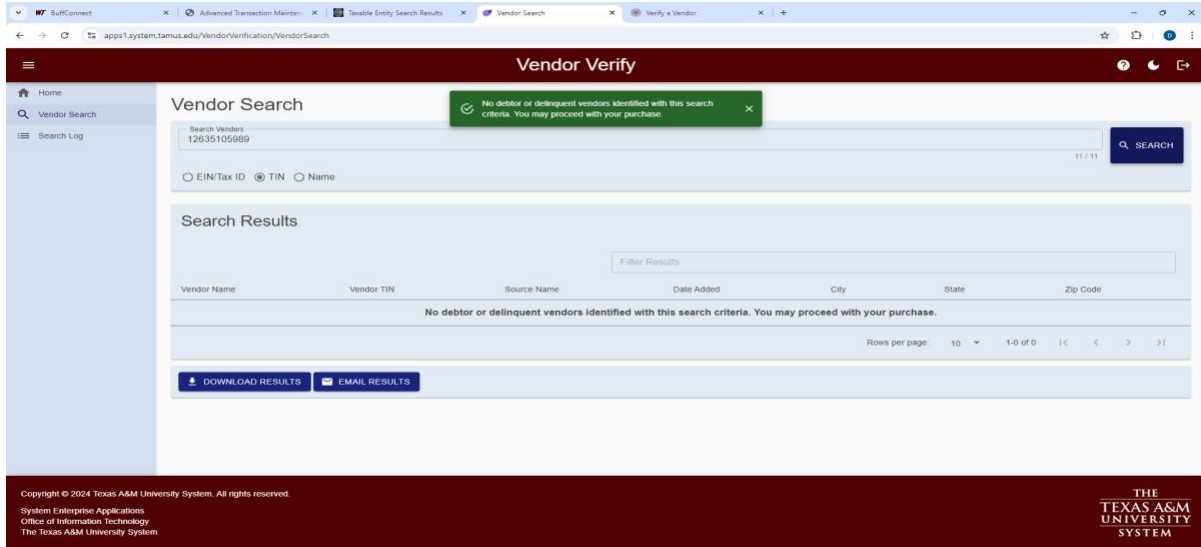 BuffConnect
Advanced Transaction Mainten
Taxable Entity Search Results
Vendor Search
Verify a Vendor
apps1.system.tamus.edu/VendorVerification/VendorSearch
Vendor Verify
Home
Vendor Search
Search Log
Vendor Search
No debtor or delinquent vendors identified with this search
criteria. You may proceed with your purchase.
Search Vendors
12635105989
11 / 11
SEARCH
EIN/Tax ID TIN Name
Search Results
Filter Results
Vendor Name Vendor TIN Source Name Date Added City State Zip Code
No debtor or delinquent vendors identified with this search criteria. You may proceed with your purchase.
Rows per page: 10 1-0 of 0
DOWNLOAD RESULTS EMAIL RESULTS
Copyright © 2024 Texas A&M University System. All rights reserved.
System Enterprise Applications
Office of Information Technology
The Texas A&M University System
THE
TEXAS A&M
UNIVERSITY
SYSTEM